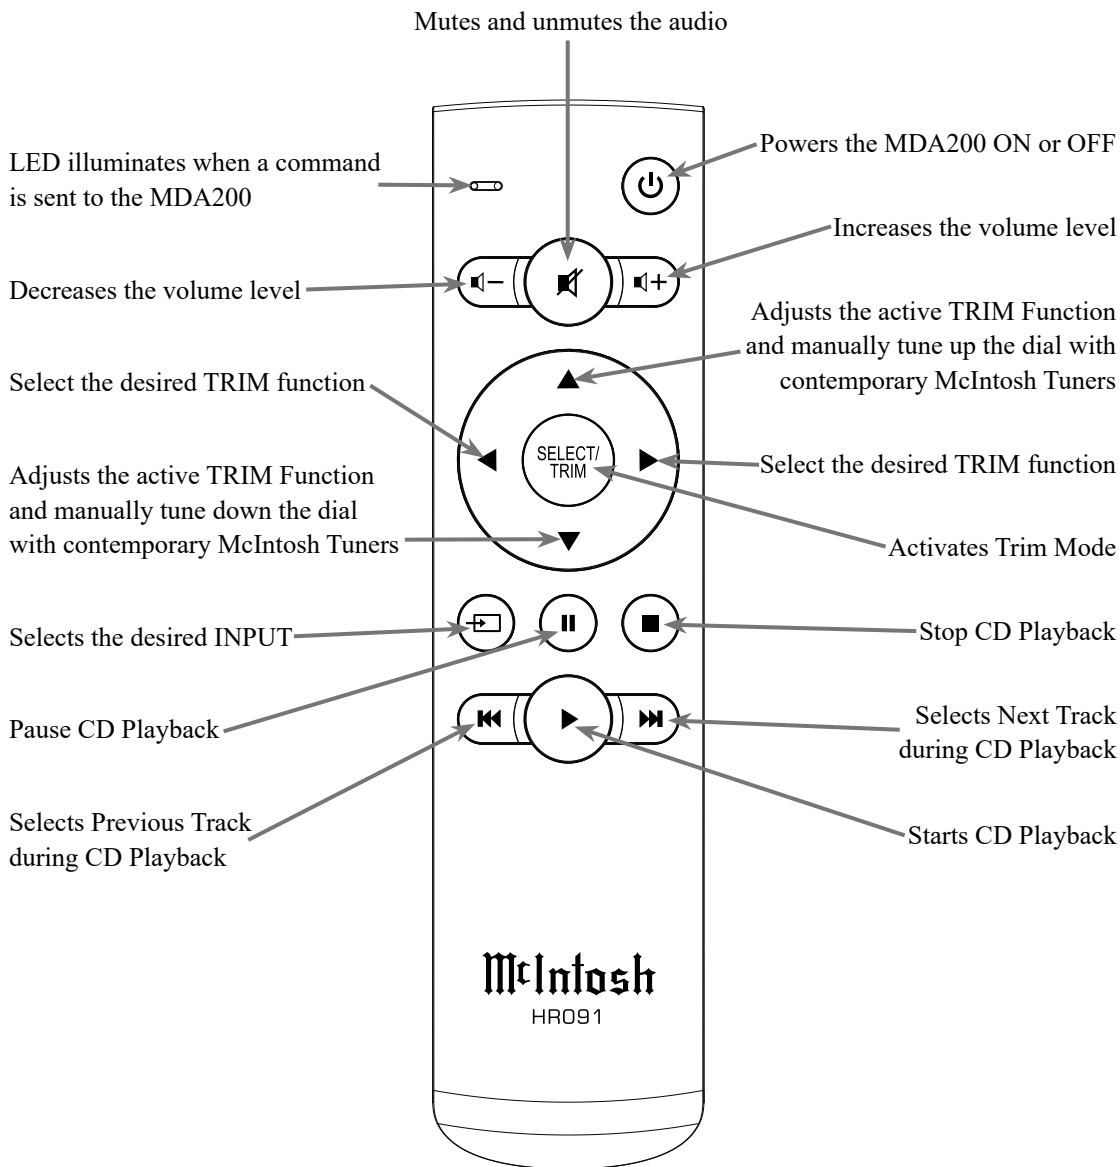 Mutes and unmutes the audio
LED illuminates when a command
is sent to the MDA200
Powers the MDA200 ON or OFF
Increases the volume level
Decreases the volume level
Adjusts the active TRIM Function
and manually tune up the dial with
contemporary McIntosh Tuners
Select the desired TRIM function
SELECT/
TRIM
Select the desired TRIM function
Adjusts the active TRIM Function
and manually tune down the dial
with contemporary McIntosh Tuners
Activates Trim Mode
Selects the desired INPUT
Stop CD Playback
Pause CD Playback
Selects Next Track
during CD Playback
Selects Previous Track
during CD Playback
Starts CD Playback
McIntosh
HR091